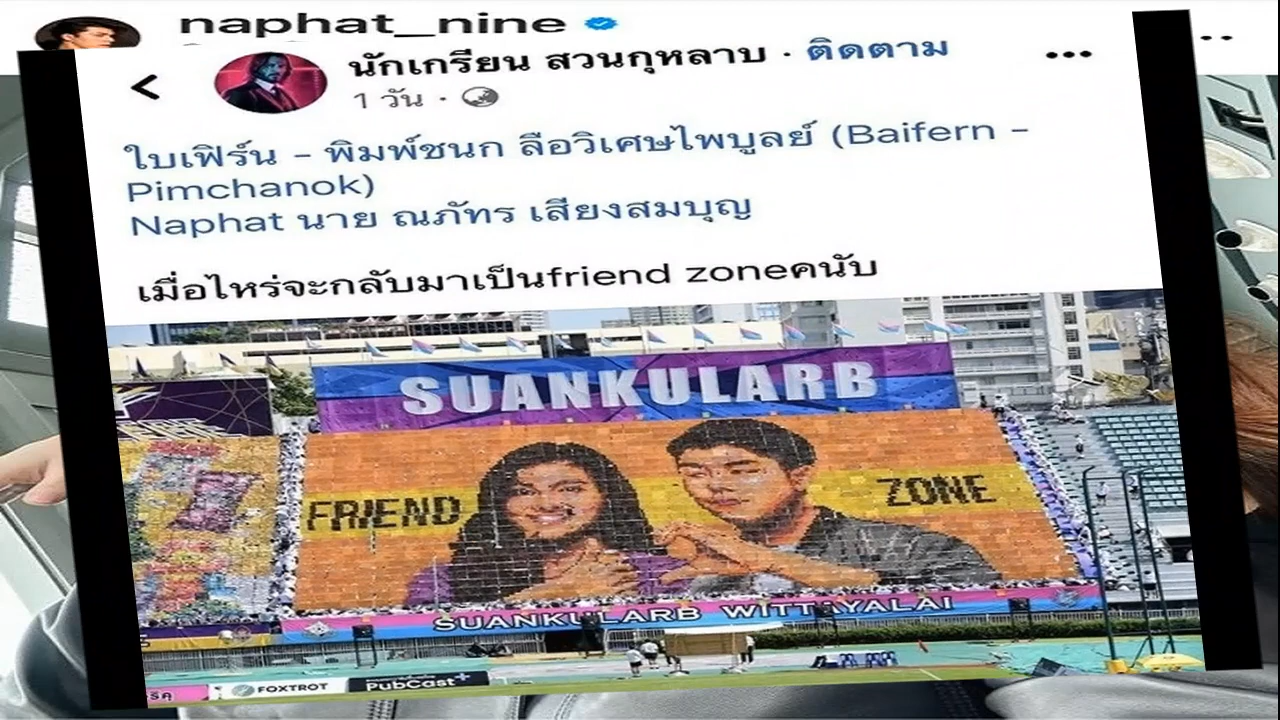 naphat_nine
นักเกรียน สวนกุหลาบ · ติดตาม
1 วัน ·
ใบเฟิร์น - พิมพ์ชนก ลือวิเศษไพบูลย์ (Baifern -
Pimchanok)
Naphat นาย ณภัทร เสียงสมบุญ
เมื่อไหร่จะกลับมาเป็นfriend zoneคนับ
SUANKULARB
FRIEND
ZONE
SUANKULARB WITTAYALAI
FOXTROT
PUBCAST